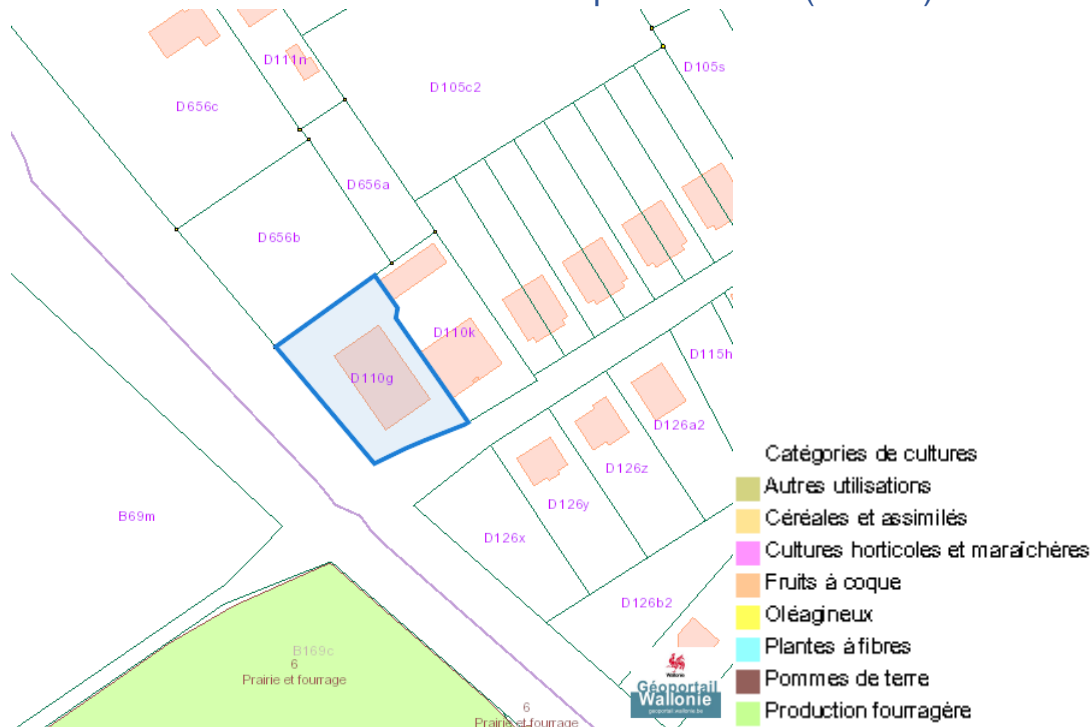 D111n
D105s
D105c2
D656c
D656a
D656b
D110k
D115h
D110g
D126a2
D126z
D126y
B69m
D126x
D126b2
B169c
6
Prairie et fourrage
6
Prairie et fourrage
Wallonie
Géoportail
Wallonie
geoportail.wallonie.be
Catégories de cultures
Autres utilisations
Céréales et assimilés
Cultures horticoles et maraîchères
Fruits à coque
Oléagineux
Plantes à fibres
Pommes de terre
Production fourragère